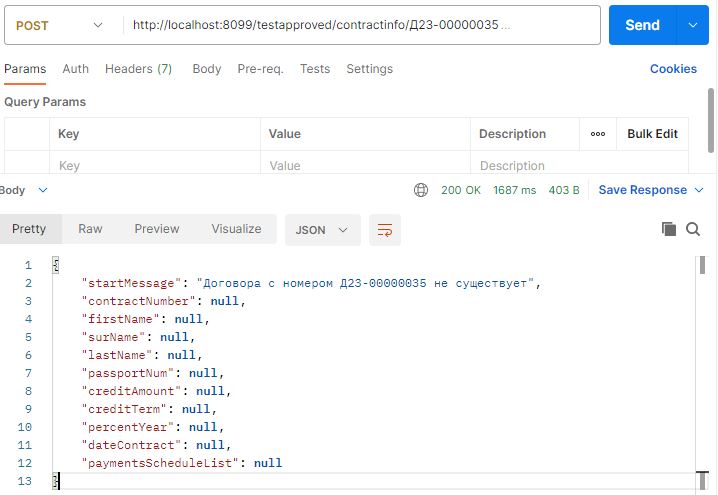 POST http://localhost:8099/testapproved/contractinfo/Д23-00000035... Send
Params Auth Headers (7) Body Pre-req. Tests Settings Cookies
Query Params
Key Value Description ooo Bulk Edit
Key Value Description
Body 200 OK 1687 ms 403 B Save Response
Pretty Raw Preview Visualize JSON
1 {
2 "startMessage": "Договора с номером Д23-00000035 не существует",
3 "contractNumber": null,
4 "firstName": null,
5 "surName": null,
6 "lastName": null,
7 "passportNum": null,
8 "creditAmount": null,
9 "creditTerm": null,
10 "percentYear": null,
11 "dateContract": null,
12 "paymentsScheduleList": null
13 }